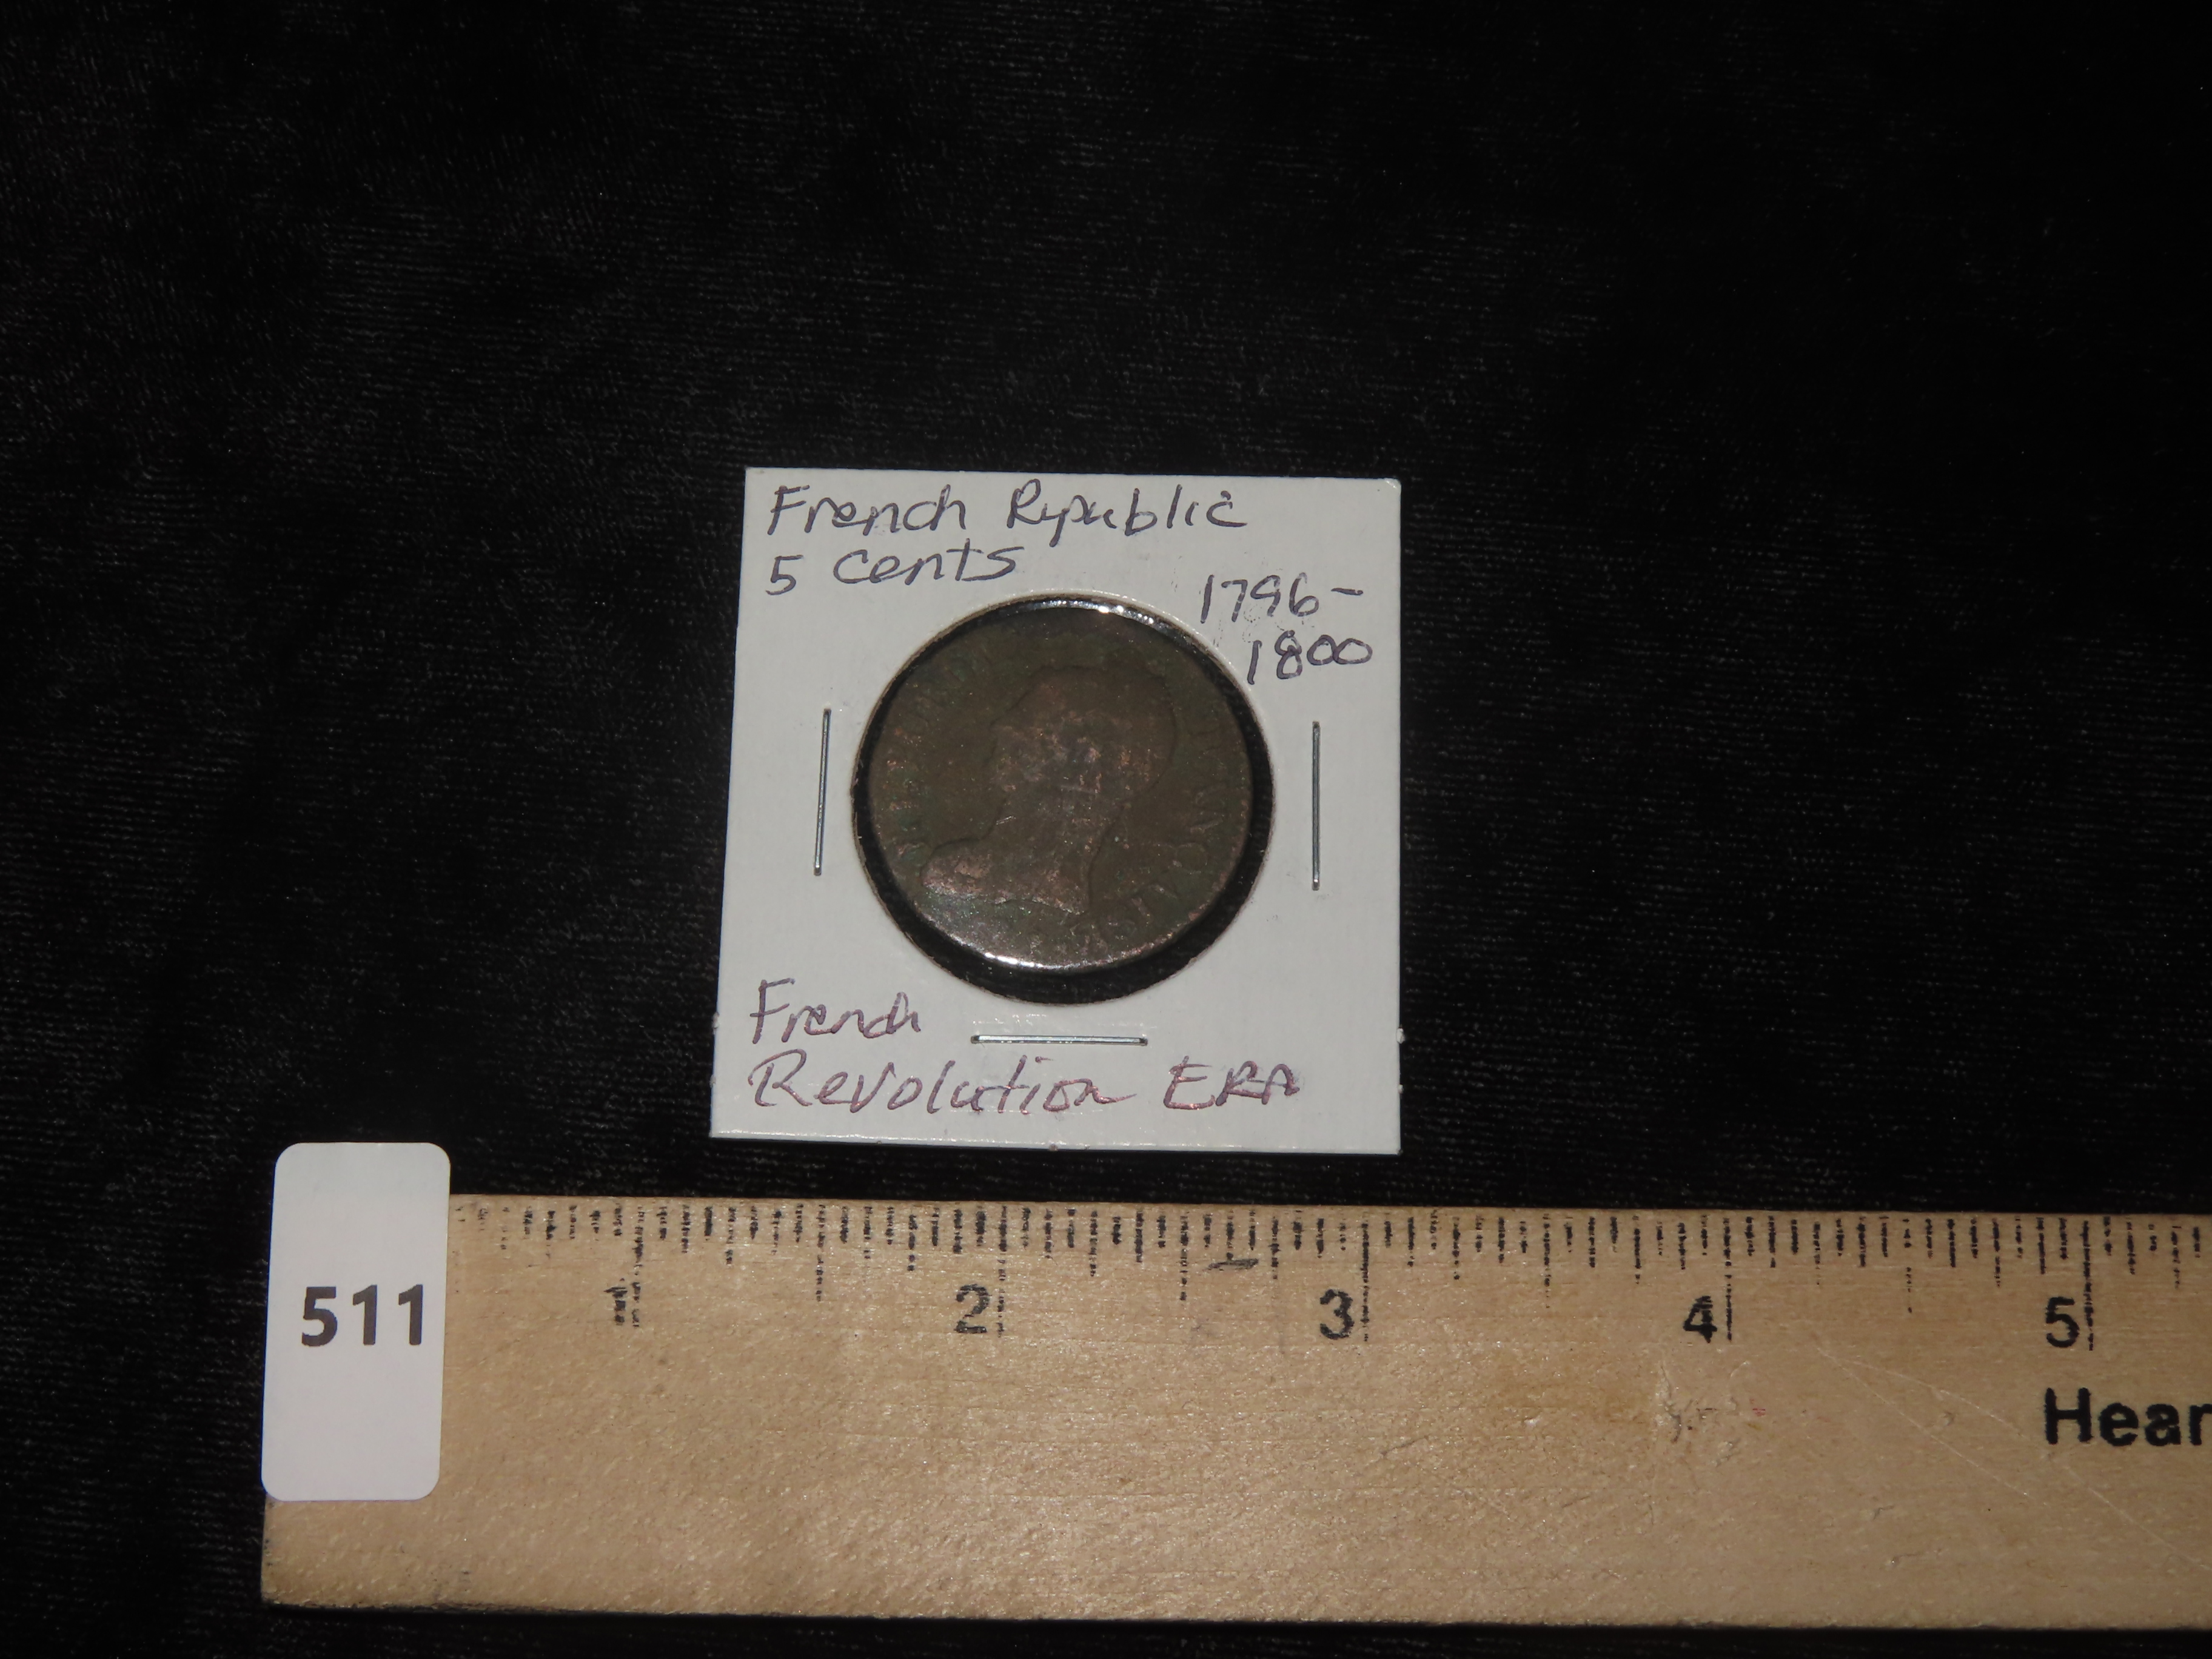 French Republic
5 cents
1796-
1800
French
Revolution ERA
511
1
2
3
4
5
Hear